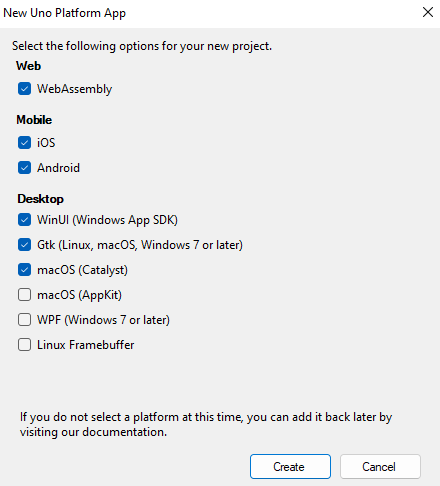 New Uno Platform App
Select the following options for your new project.
Web
WebAssembly
Mobile
iOS
Android
Desktop
WinUI (Windows App SDK)
Gtk (Linux, macOS, Windows 7 or later)
macOS (Catalyst)
macOS (AppKit)
WPF (Windows 7 or later)
Linux Framebuffer
If you do not select a platform at this time, you can add it back later by
visiting our documentation.
Create
Cancel